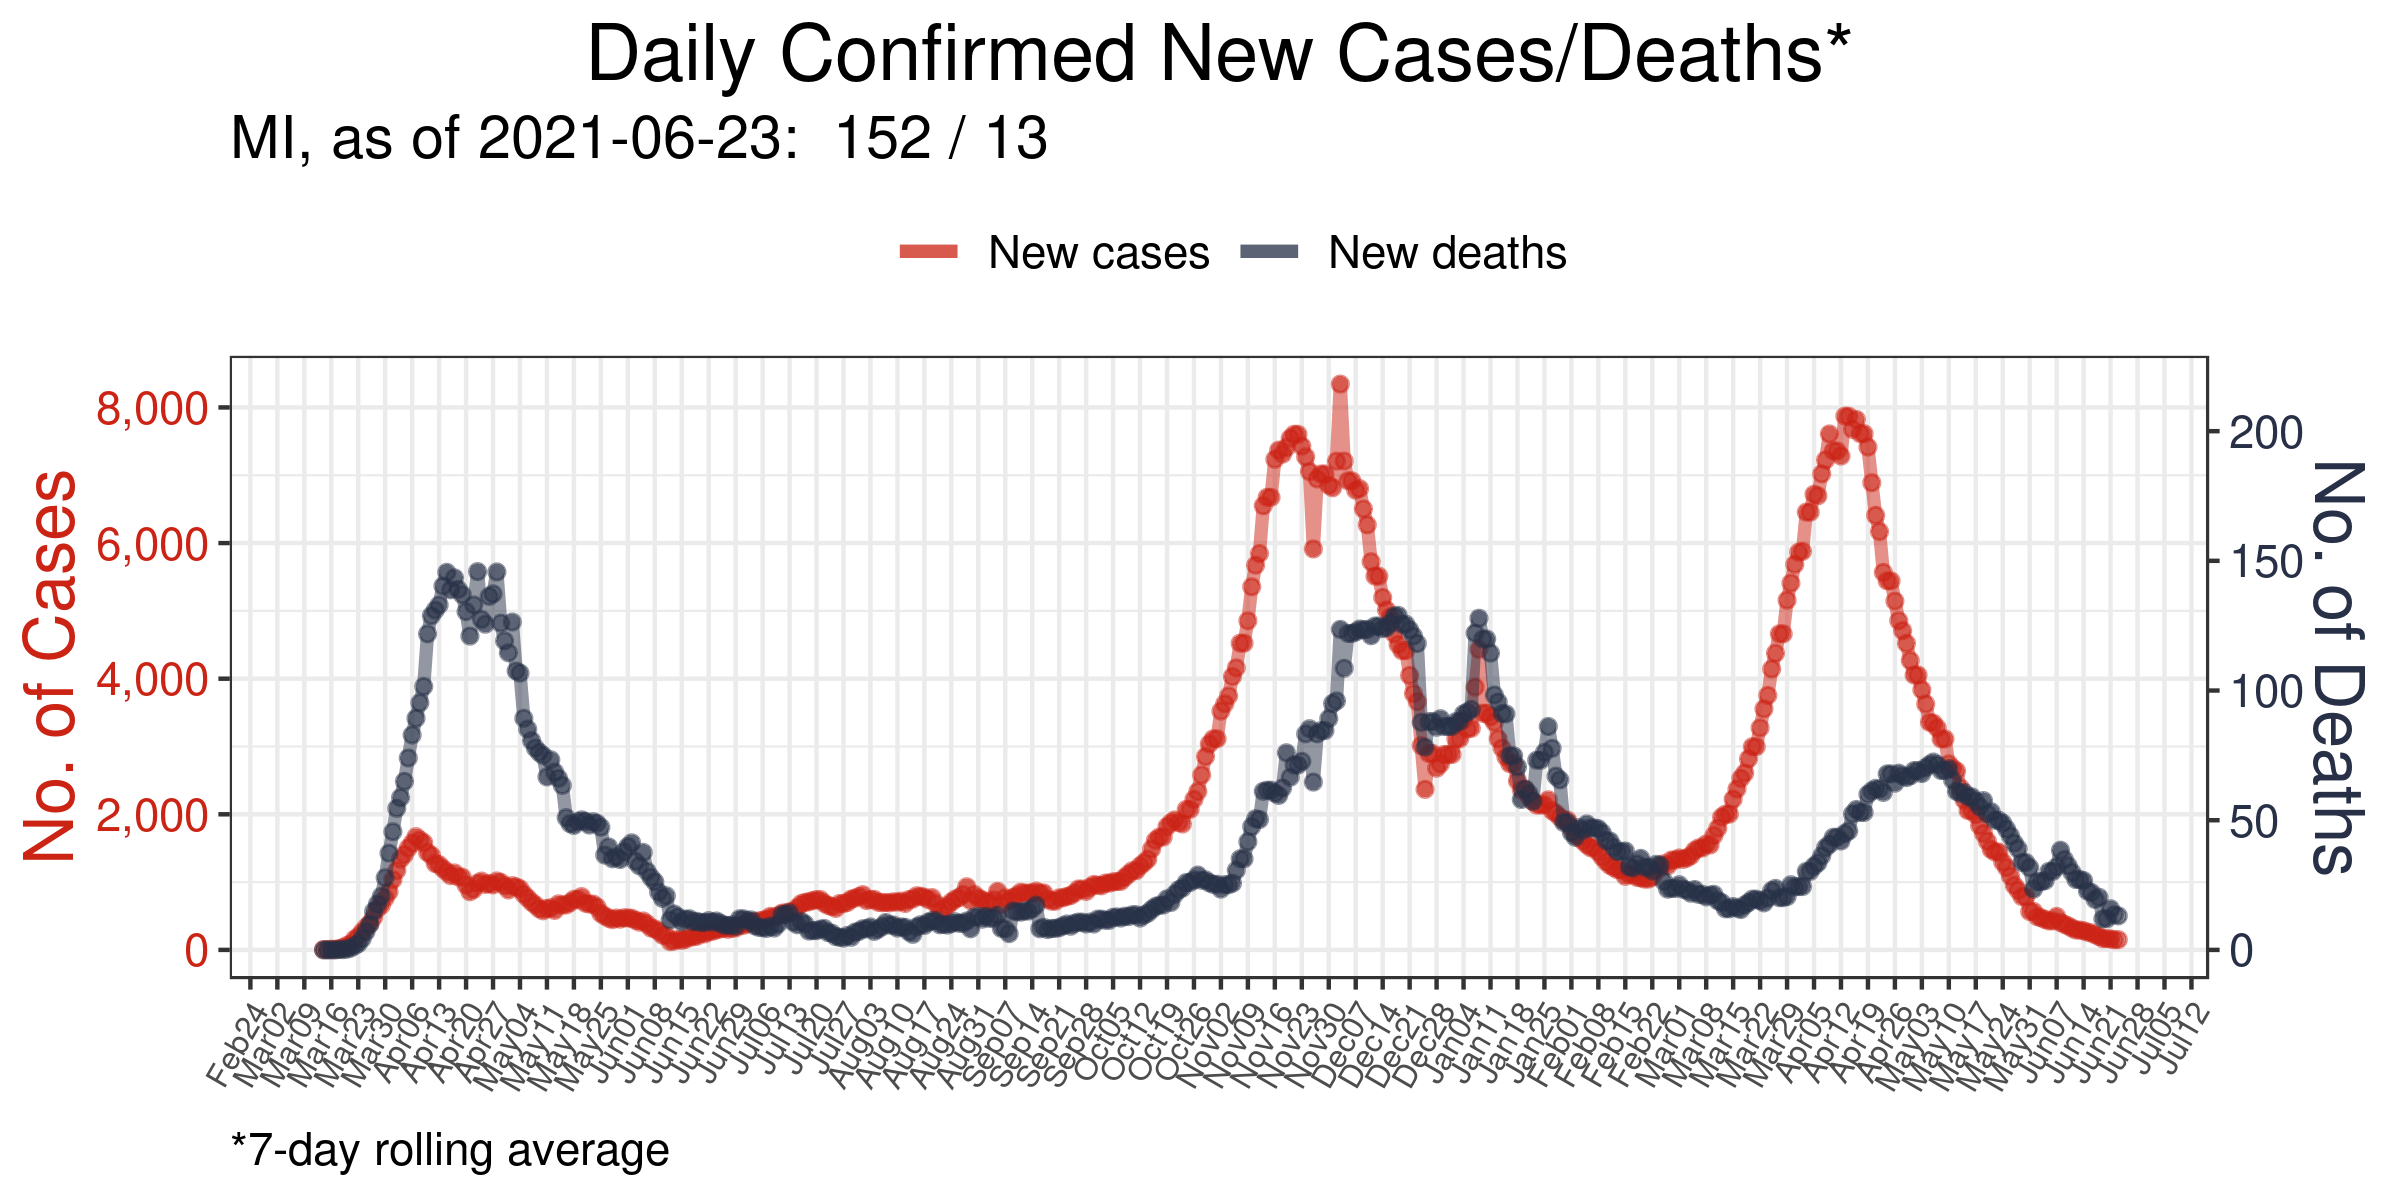 Daily Confirmed New Cases/Deaths*
MI, as of 2021-06-23:  152 / 13
New cases
New deaths
No. of Cases
8,000
6,000
4,000
2,000
0
200
150
100
50
0
No. of Deaths
Feb24
Mar02
Mar09
Mar16
Mar23
Mar30
Apr06
Apr13
Apr20
Apr27
May04
May11
May18
May25
Jun01
Jun08
Jun15
Jun22
Jun29
Jul06
Jul13
Jul20
Jul27
Aug03
Aug10
Aug17
Aug24
Aug31
Sep07
Sep14
Sep21
Sep28
Oct05
Oct12
Oct19
Oct26
Nov02
Nov09
Nov16
Nov23
Nov30
Dec07
Dec14
Dec21
Dec28
Jan04
Jan11
Jan18
Jan25
Feb01
Feb08
Feb15
Feb22
Mar01
Mar08
Mar15
Mar22
Mar29
Apr05
Apr12
Apr19
Apr26
May03
May10
May17
May24
May31
Jun07
Jun14
Jun21
Jun28
Jul05
Jul12
*7-day rolling average